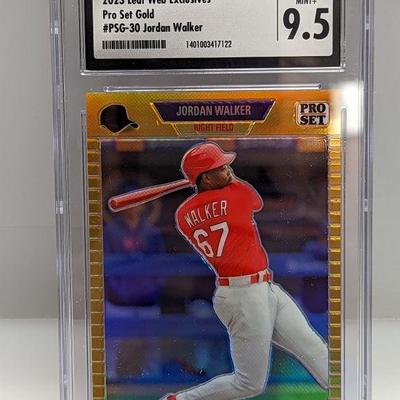 2023 Leaf Web Exclusives
Pro Set Gold
#PSG-30 Jordan Walker
1401003417122
MINT+
9.5
JORDAN WALKER
RIGHT FIELD
PRO
SET
WALKER
67